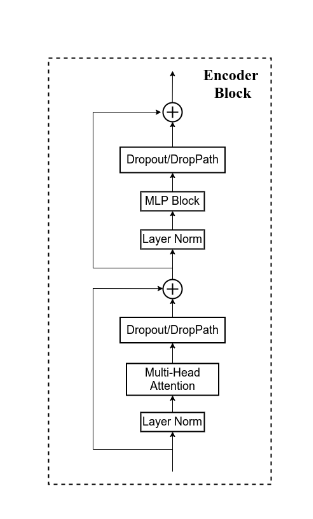 Encoder
Block
Dropout/DropPath
MLP Block
Layer Norm
Dropout/DropPath
Multi-Head
Attention
Layer Norm